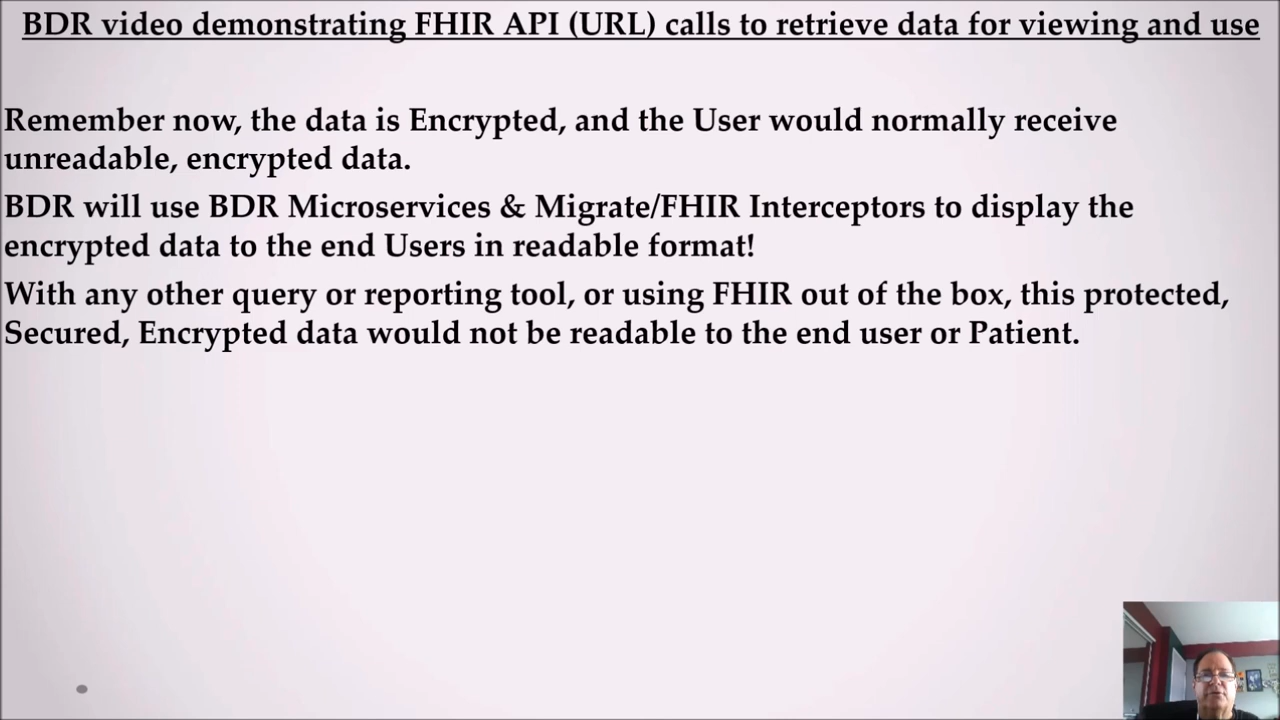 BDR video demonstrating FHIR API (URL) calls to retrieve data for viewing and use
Remember now, the data is Encrypted, and the User would normally receive
unreadable, encrypted data.
BDR will use BDR Microservices & Migrate/FHIR Interceptors to display the
encrypted data to the end Users in readable format!
With any other query or reporting tool, or using FHIR out of the box, this protected,
Secured, Encrypted data would not be readable to the end user or Patient.